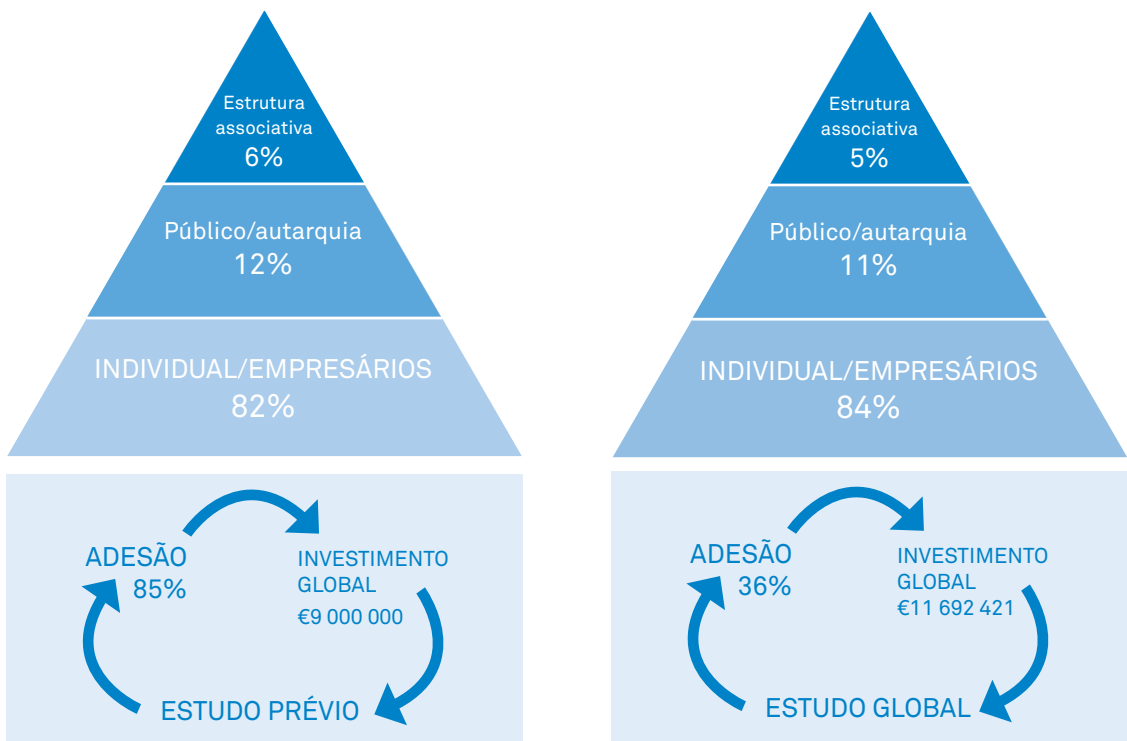 Estrutura
associativa
6%
Público/autarquia
12%
INDIVIDUAL/EMPRESÁRIOS
82%
ADESÃO
85%
INVESTIMENTO
GLOBAL
€9 000 000
ESTUDO PRÉVIO
Estrutura
associativa
5%
Público/autarquia
11%
INDIVIDUAL/EMPRESÁRIOS
84%
ADESÃO
36%
INVESTIMENTO
GLOBAL
€11 692 421
ESTUDO GLOBAL